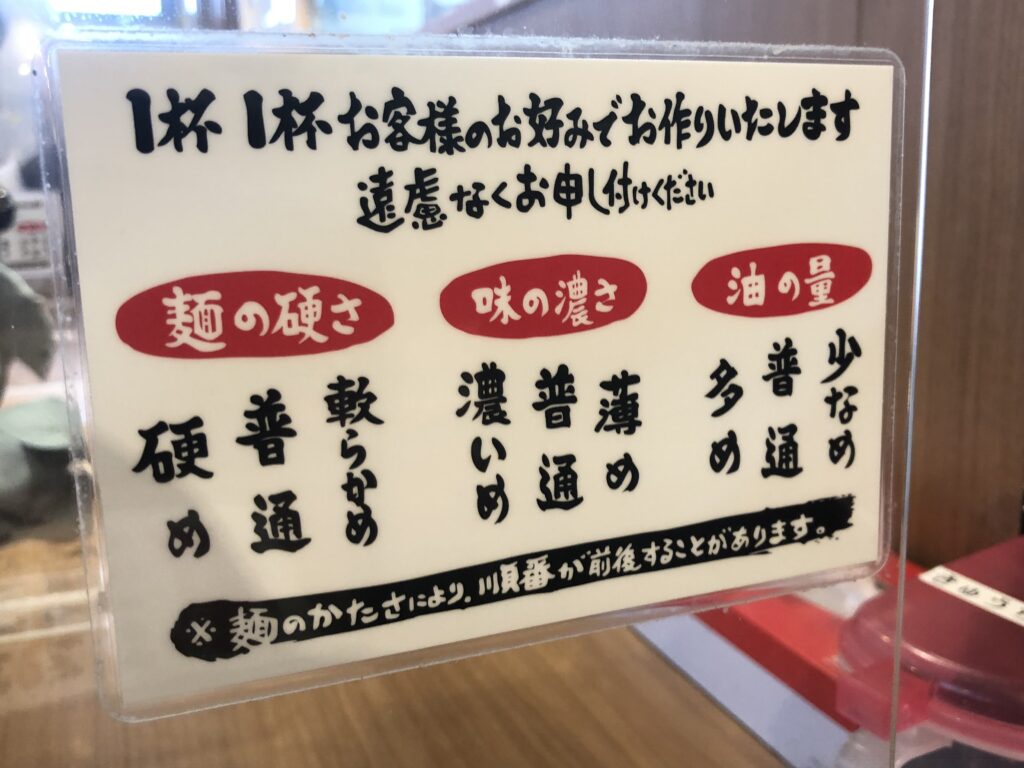 1杯1杯お客様のお好みでお作りいたします
遠慮なくお申し付けください
麺の硬さ
軟らかめ
普通
硬め
味の濃さ
薄め
普通
濃いめ
油の量
少なめ
普通
多め
※麺のかたさにより、順番が前後することがあります。
きゅう